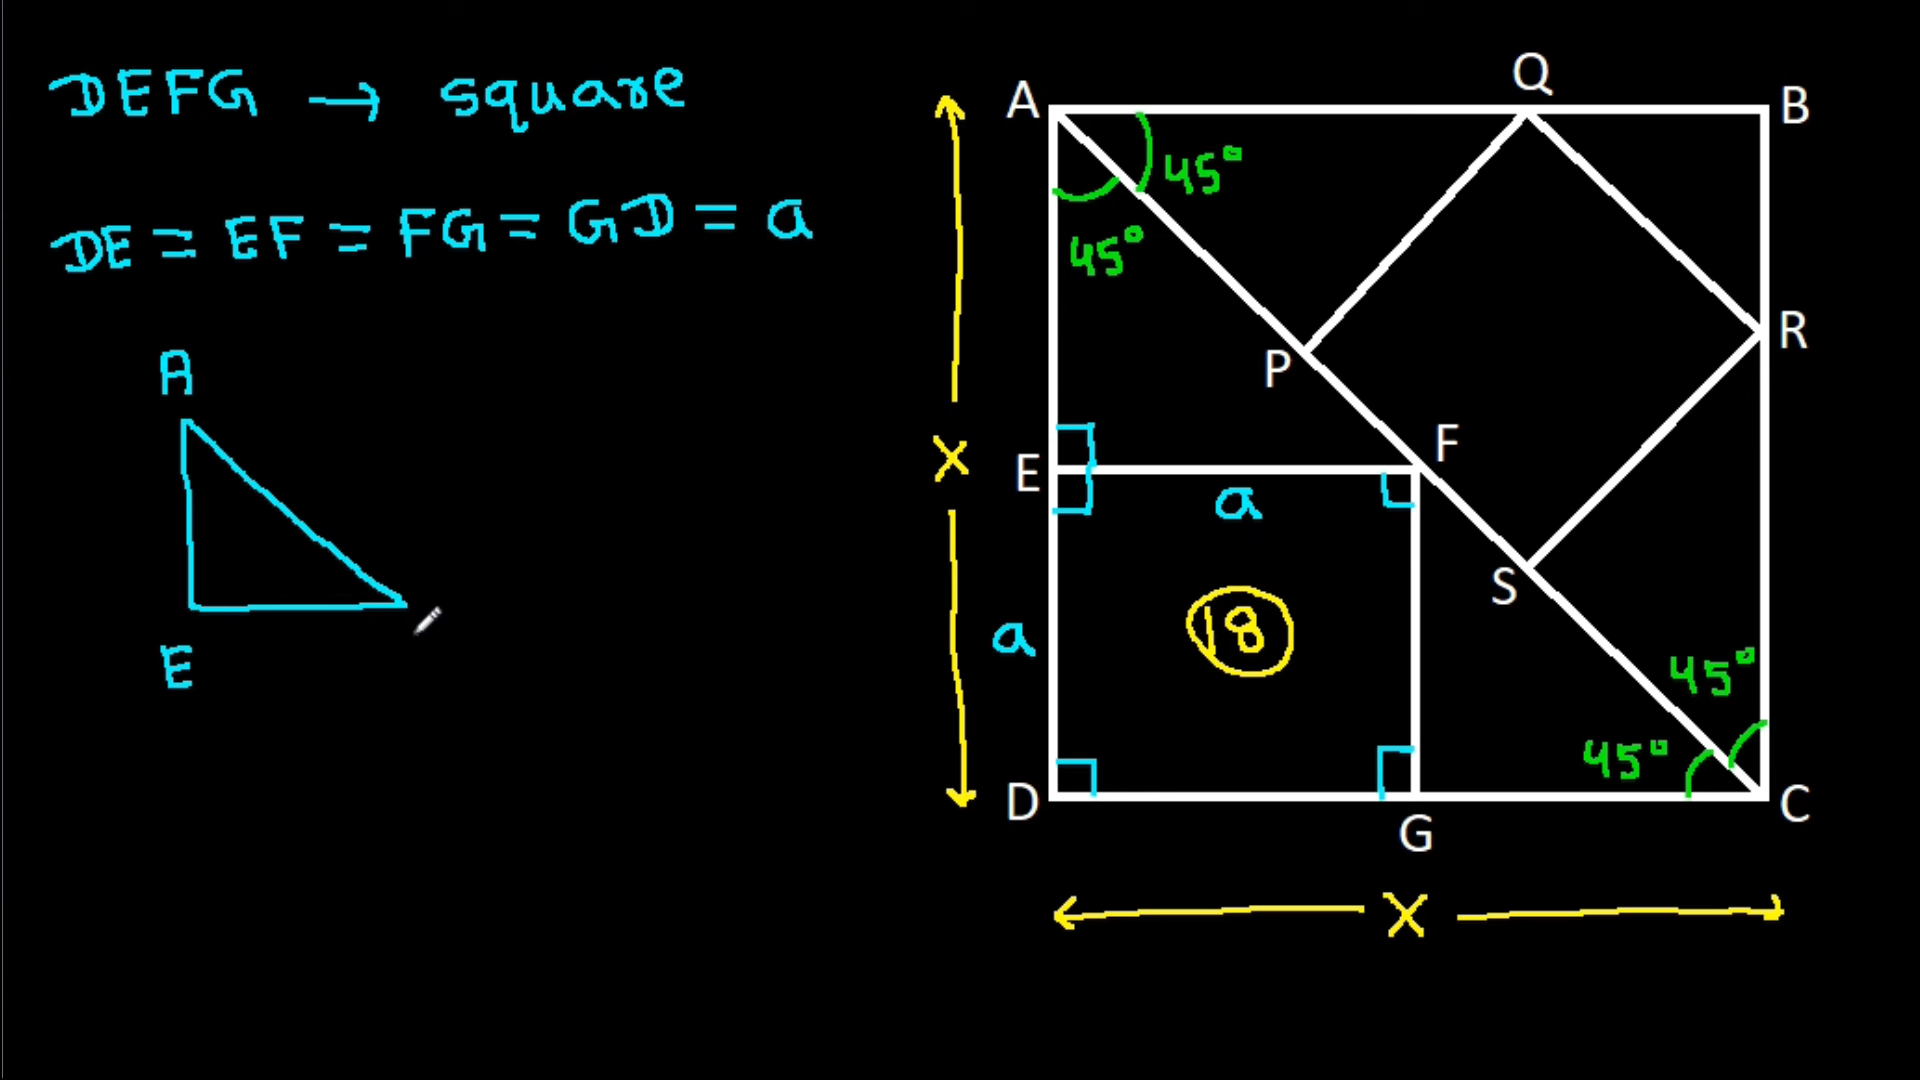 DEFG → square
DE = EF = FG = GD = a
A
E
Q
A
B
45°
45°
R
P
F
X
E
a
S
a
18
45°
45°
D
C
G
X